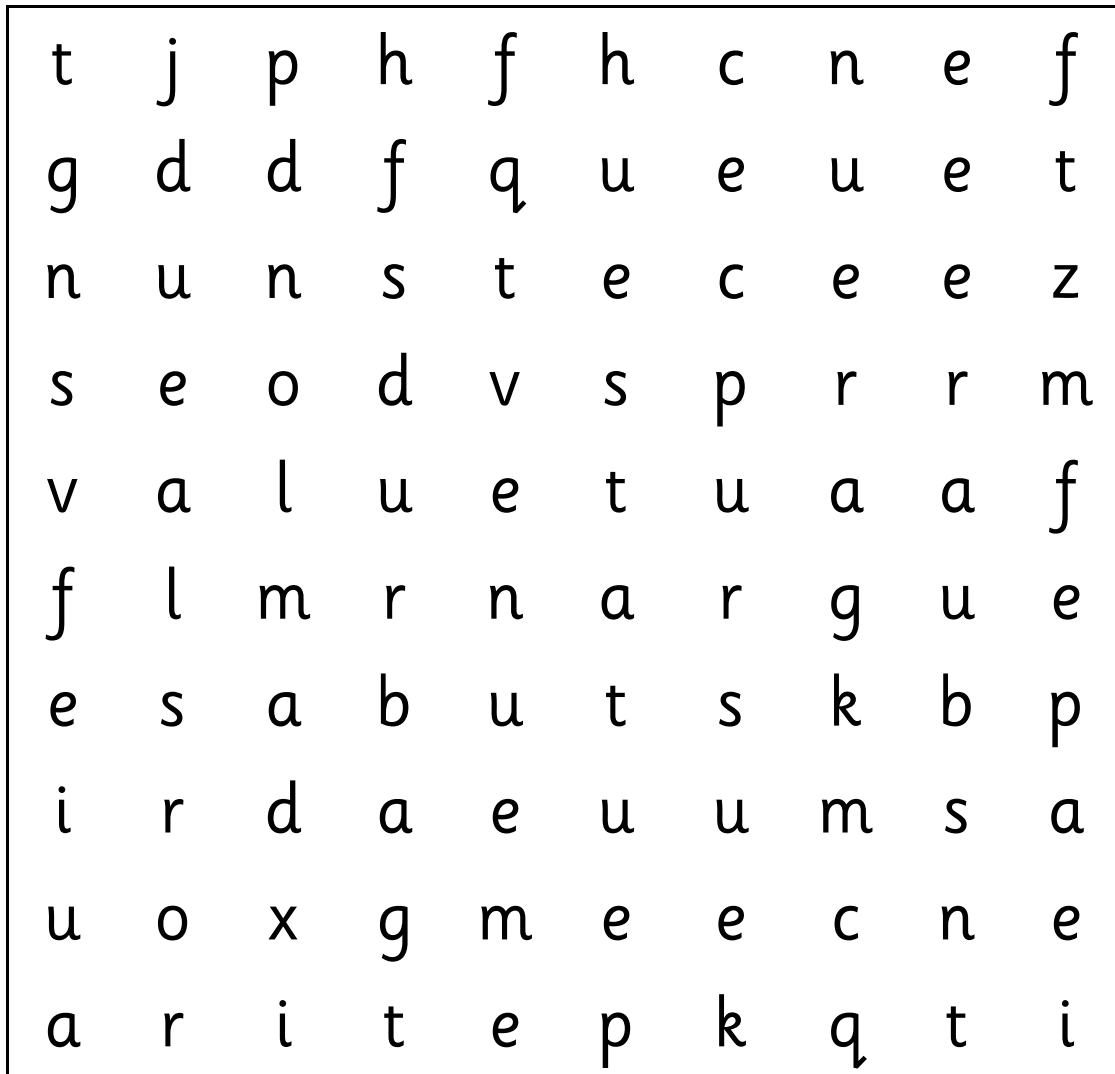 t j p h f h c n e f
g d d f q u e u e t
n u n s t e c e e z
s e o d v s p r r m
v a l u e t u a a f
f l m r n a r g u e
e s a b u t s k b p
i r d a e u u m s a
u o x g m e e c n e
a r i t e p k q t i